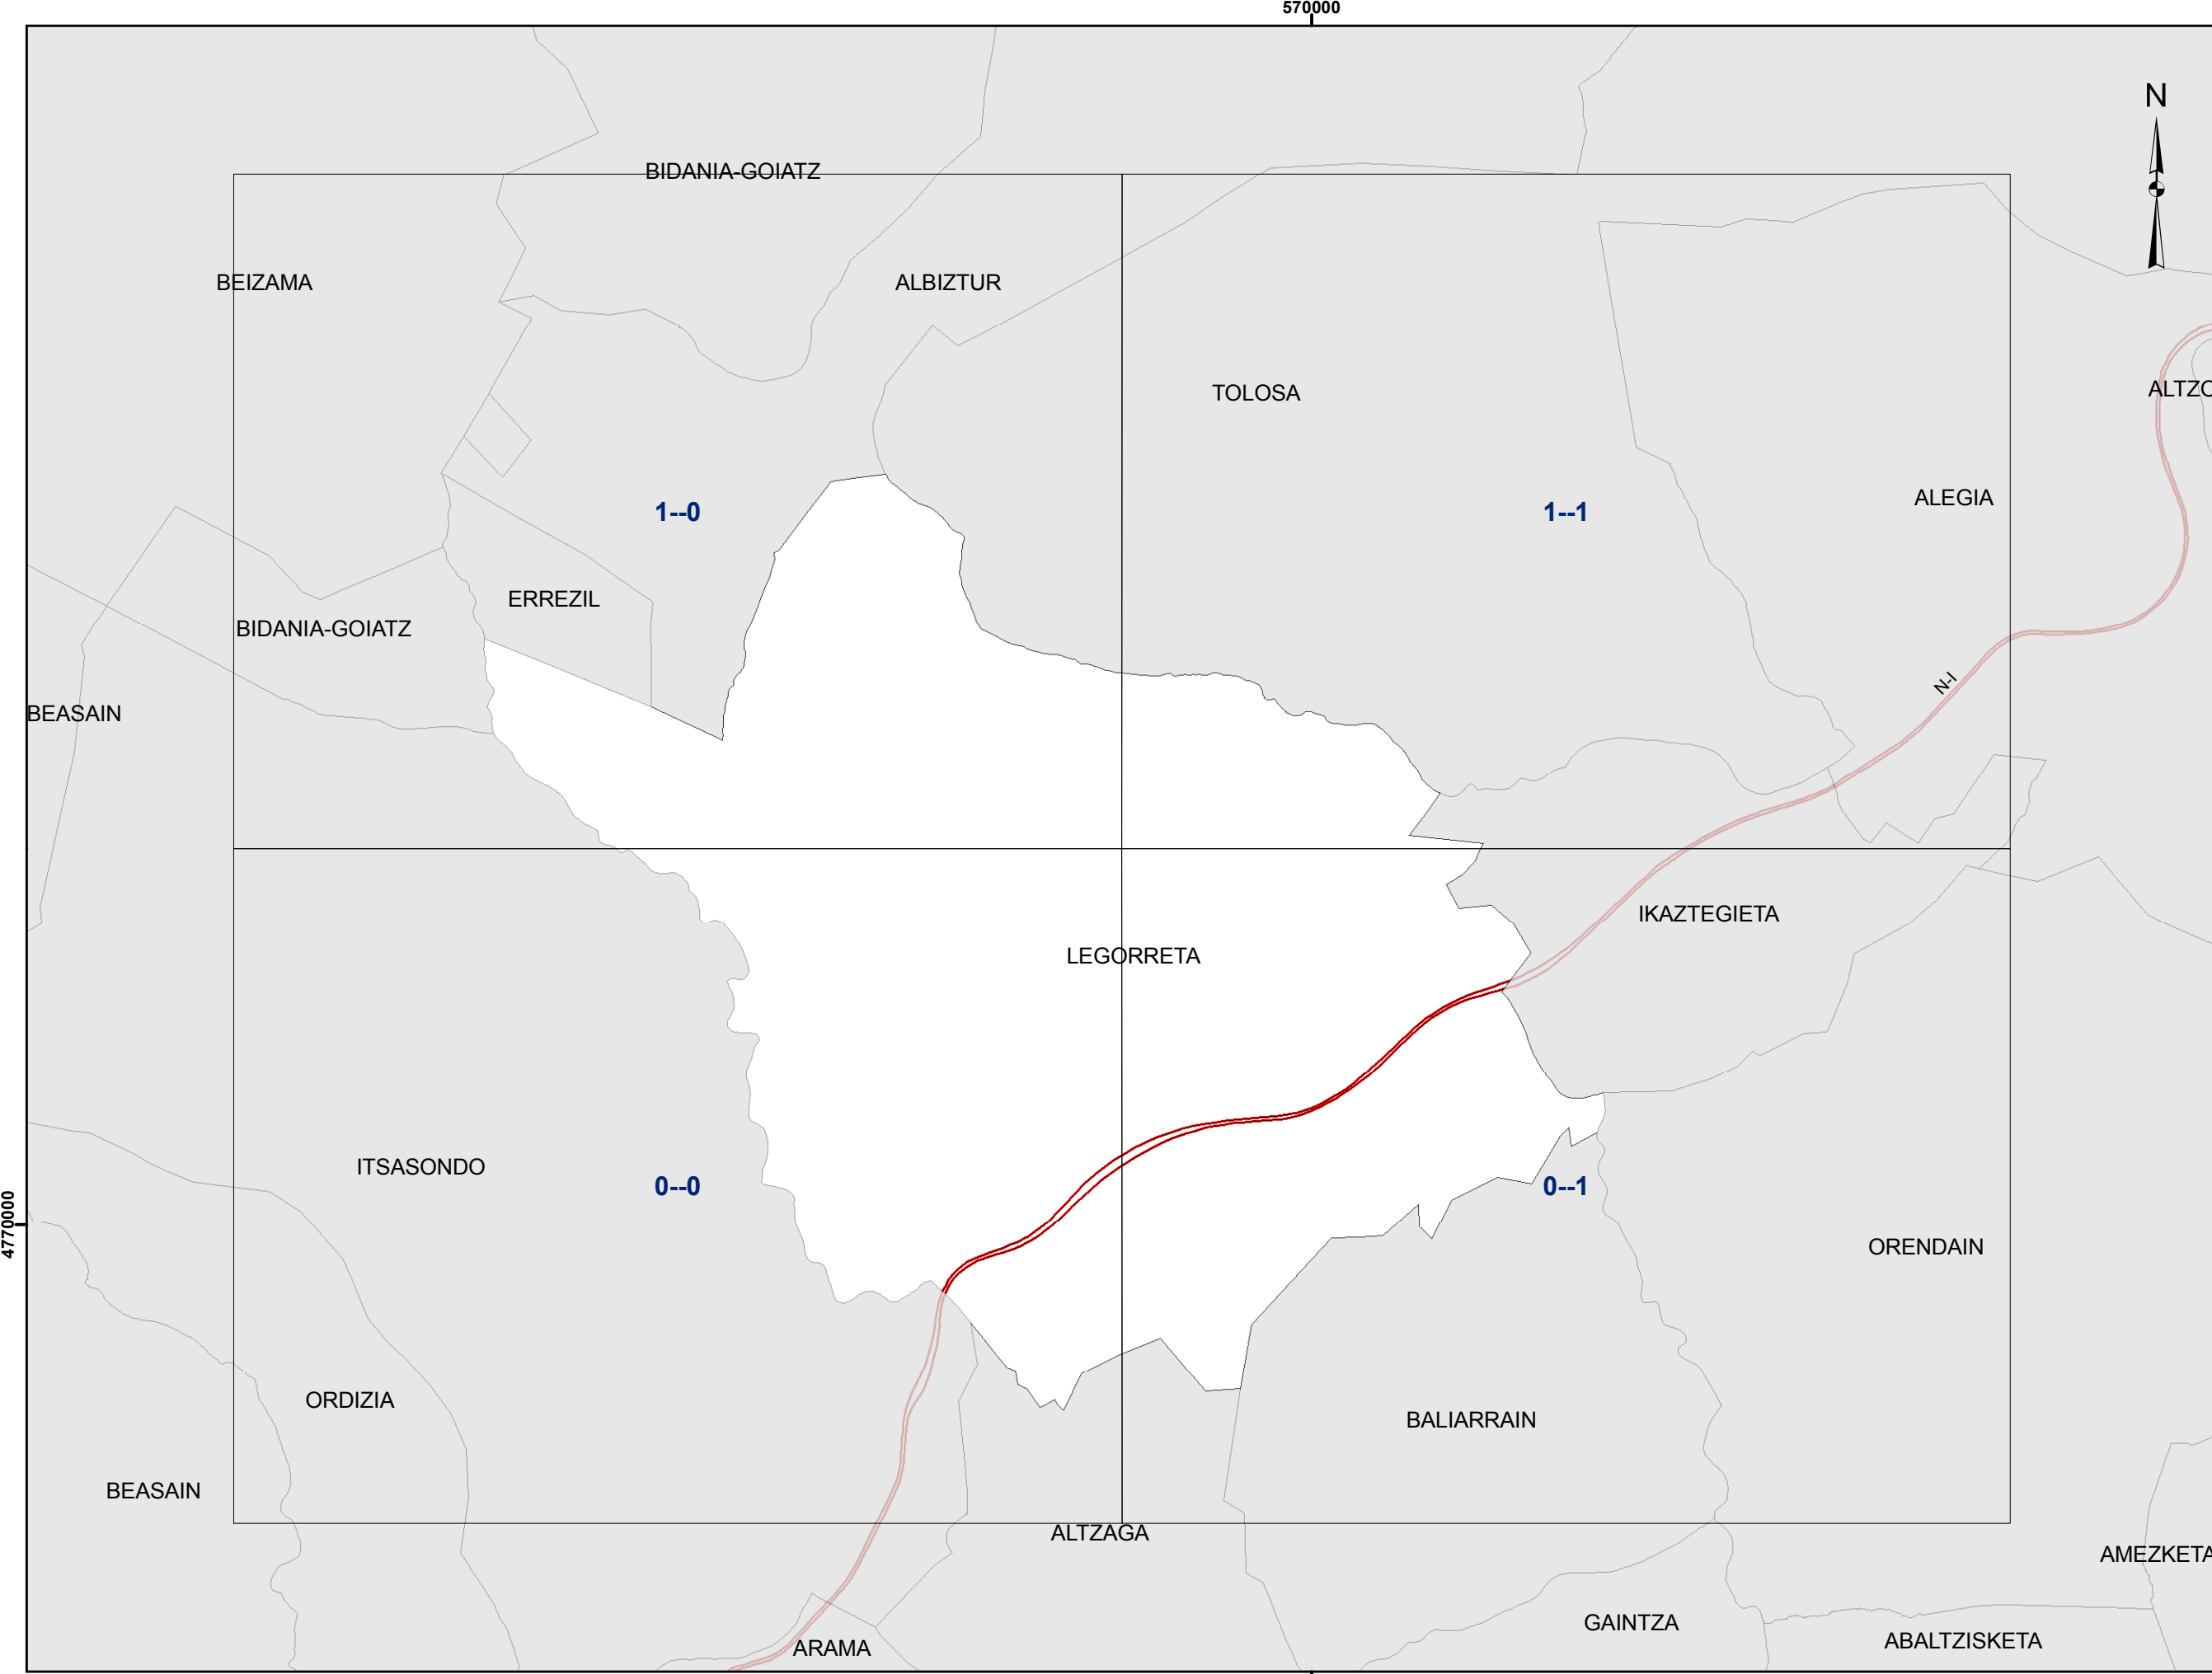 570000
N
BIDANIA-GOIATZ
BEIZAMA
ALBIZTUR
TOLOSA
ALTZO
ALEGIA
1--0
1--1
ERREZIL
BIDANIA-GOIATZ
N-I
BEASAIN
IKAZTEGIETA
LEGORRETA
ITSASONDO
0--0
0--1
4770000
ORENDAIN
ORDIZIA
BALIARRAIN
BEASAIN
ALTZAGA
AMEZKETA
GAINTZA
ABALTZISKETA
ARAMA